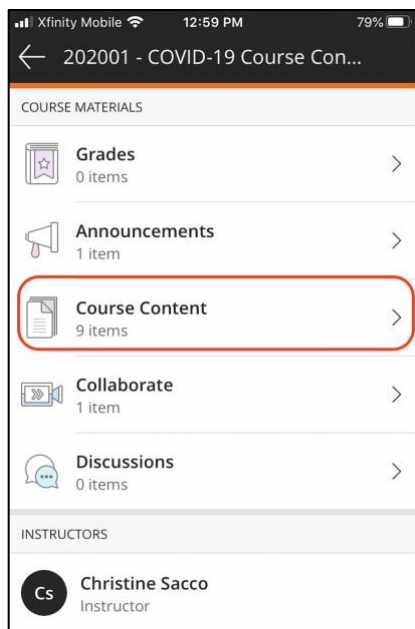 Xfinity Mobile 12:59 PM 79%
202001 - COVID-19 Course Con...
COURSE MATERIALS
Grades
0 items
Announcements
1 item
Course Content
9 items
Collaborate
1 item
Discussions
0 items
INSTRUCTORS
Cs
Christine Sacco
Instructor